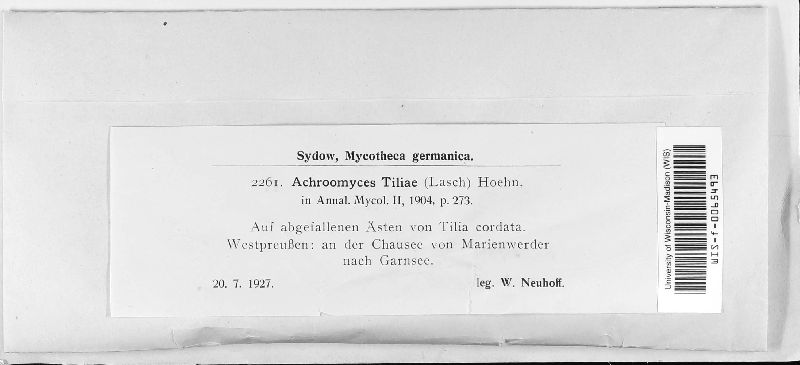 Sydow, Mycotheca germanica.
2261. Achroomyces Tiliae (Lasch) Hoehn.
in Annal. Mycol. II, 1904, p. 273.
Auf abgefallenen Ästen von Tilia cordata.
Westpreußen: an der Chausee von Marienwerder
nach Garnsee.
20. 7. 1927. leg. W. Neuhoff.
University of Wisconsin-Madison (WIS)
WIS-f-0065493